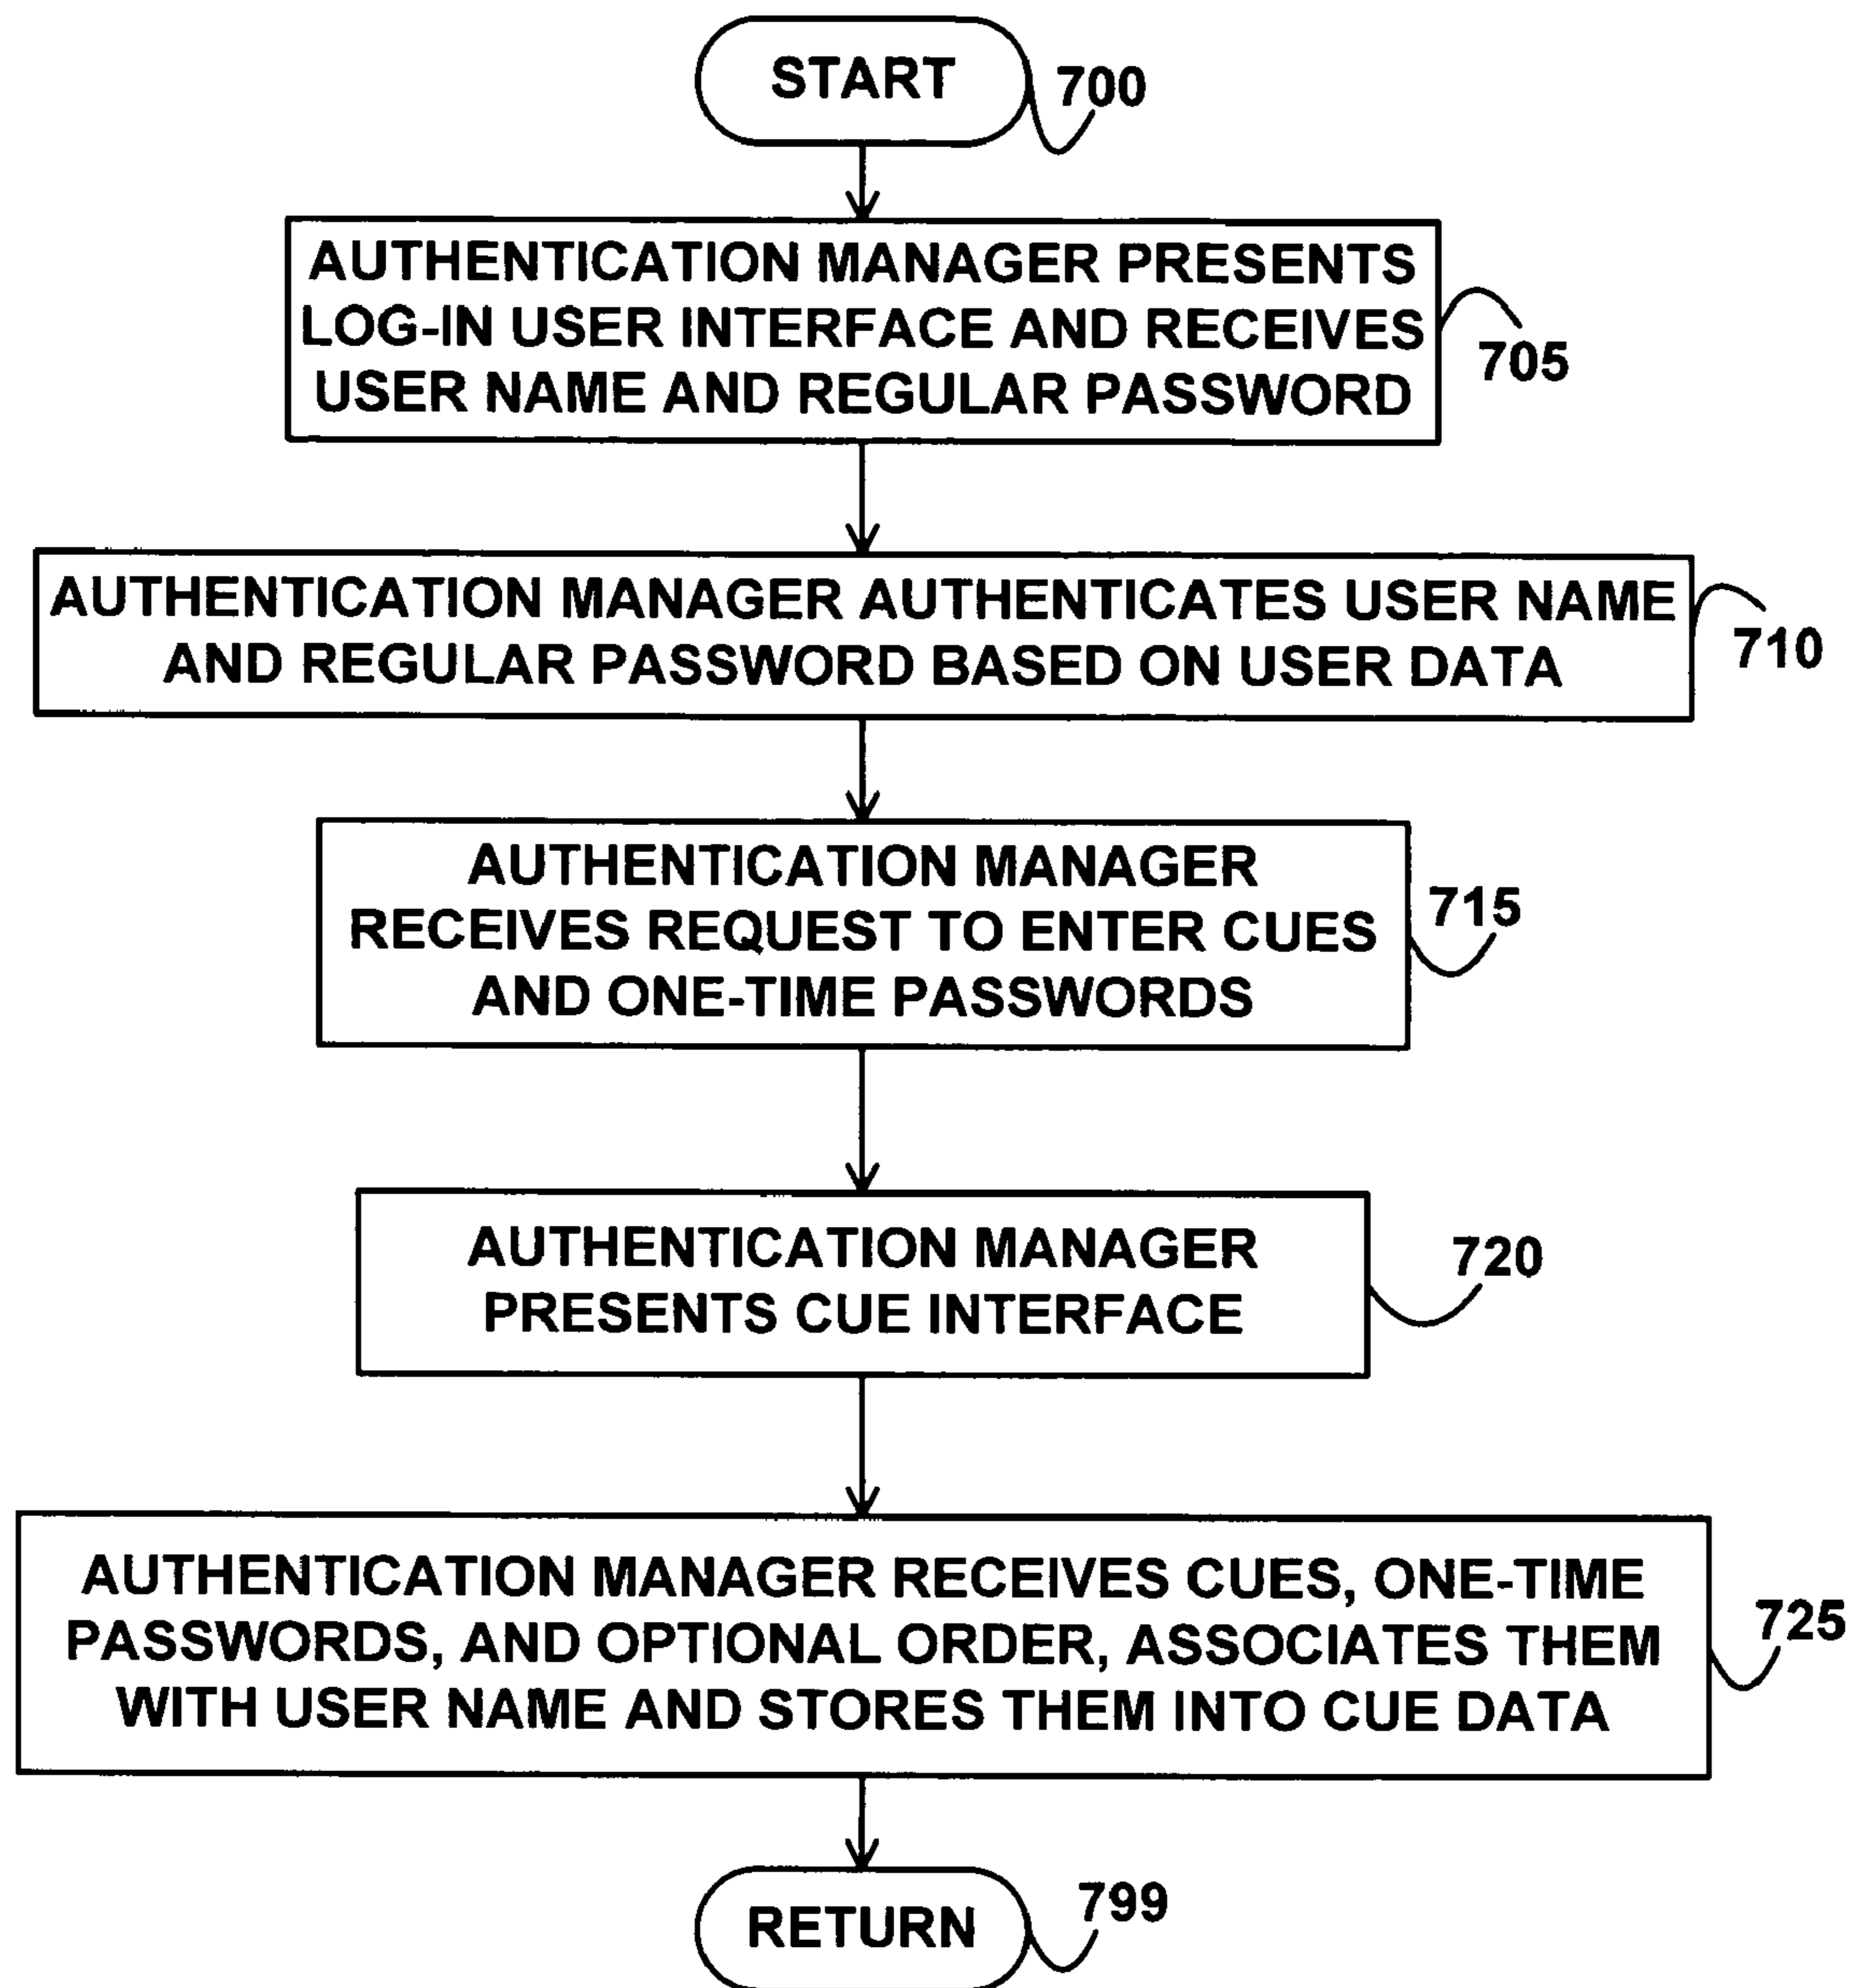 START
700
AUTHENTICATION MANAGER PRESENTS
LOG-IN USER INTERFACE AND RECEIVES
USER NAME AND REGULAR PASSWORD
705
AUTHENTICATION MANAGER AUTHENTICATES USER NAME
AND REGULAR PASSWORD BASED ON USER DATA
710
AUTHENTICATION MANAGER
RECEIVES REQUEST TO ENTER CUES
AND ONE-TIME PASSWORDS
715
AUTHENTICATION MANAGER
PRESENTS CUE INTERFACE
720
AUTHENTICATION MANAGER RECEIVES CUES, ONE-TIME
PASSWORDS, AND OPTIONAL ORDER, ASSOCIATES THEM
WITH USER NAME AND STORES THEM INTO CUE DATA
725
RETURN
799